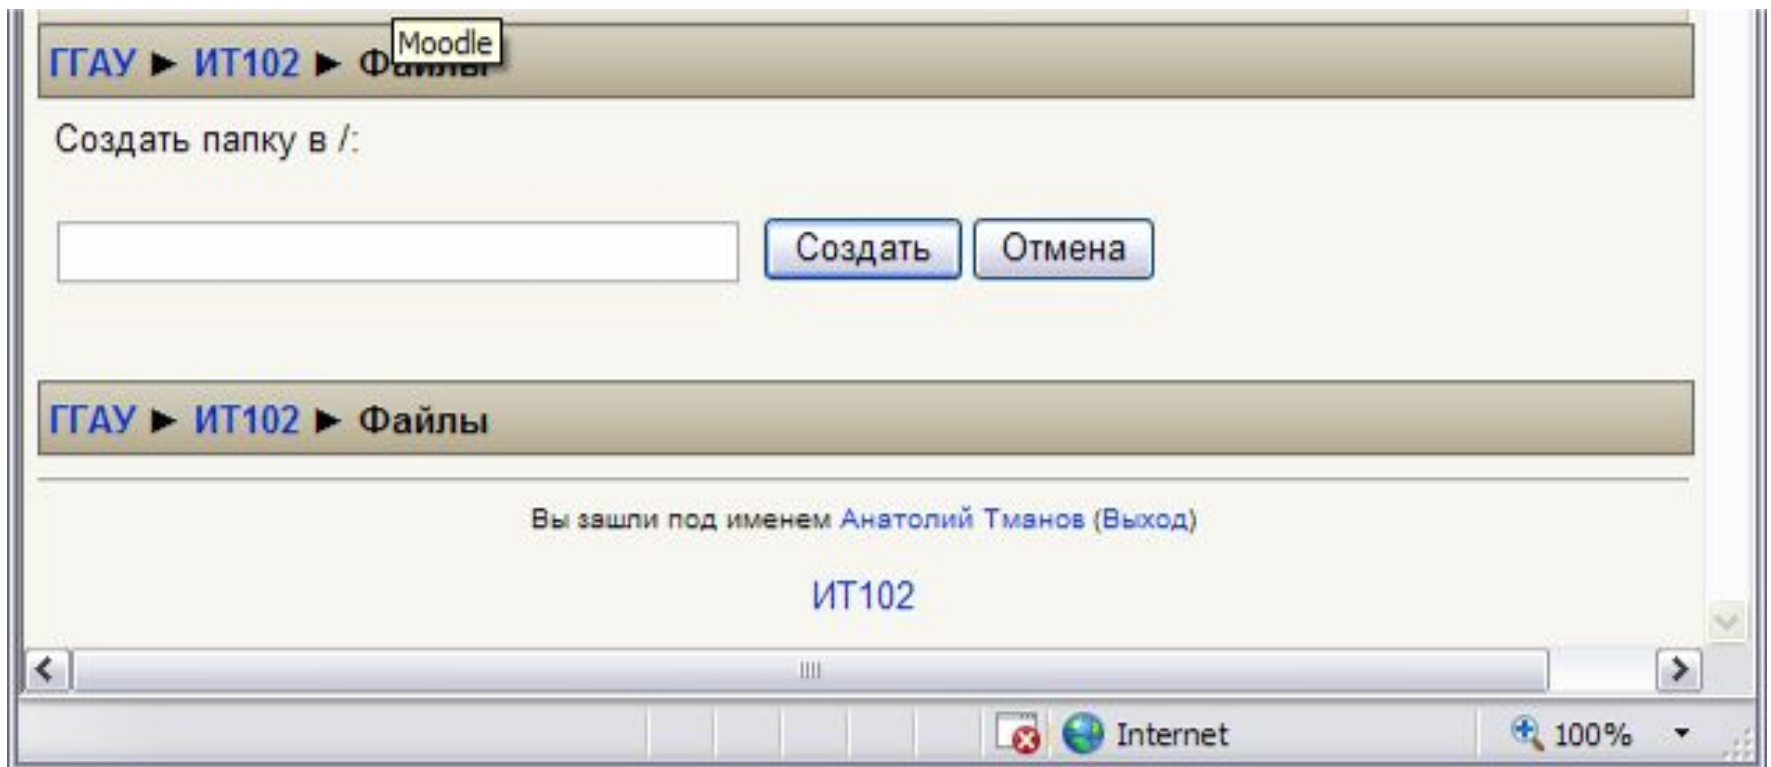 ГГАУ ► ИТ102 ► Файлы
Moodle
Создать папку в /:
Создать Отмена
ГГАУ ► ИТ102 ► Файлы
Вы зашли под именем Анатолий Тманов (Выход)
ИТ102
Internet 100%